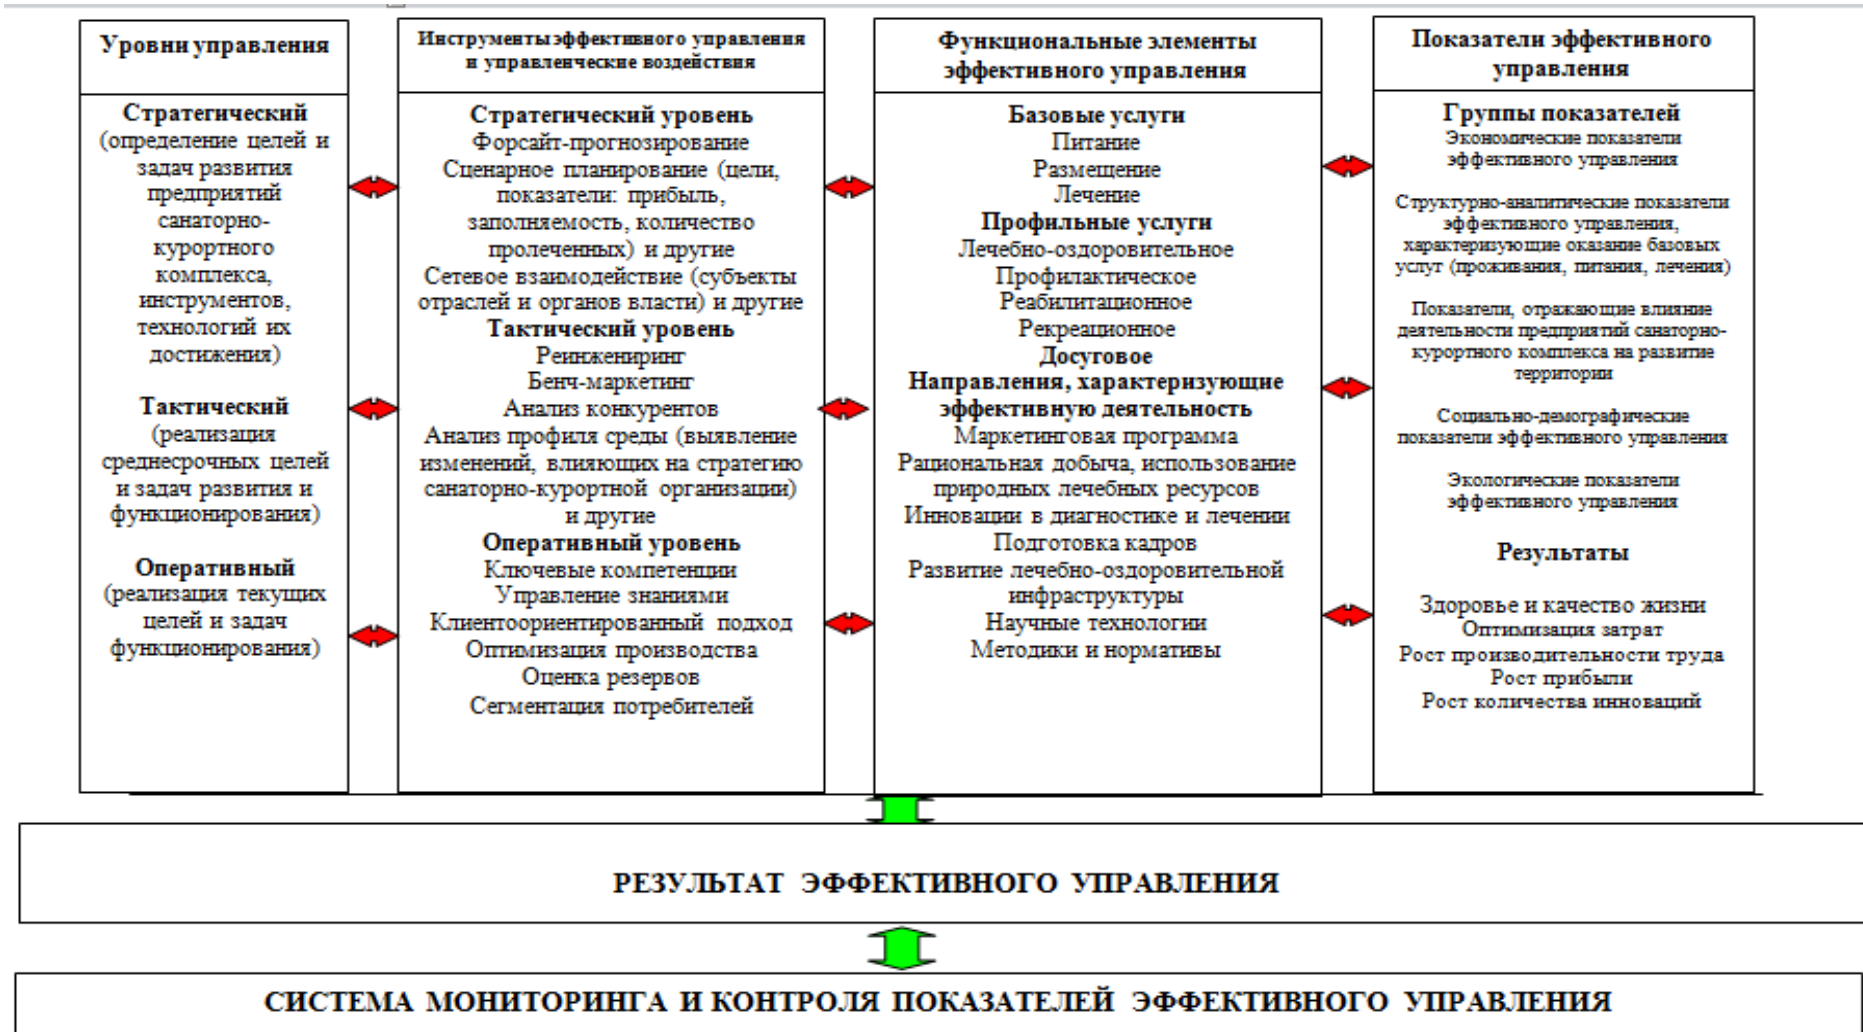 Уровни управления
Стратегический
(определение целей и
задач развития
предприятий
санаторно-
курортного
комплекса,
инструментов,
технологий их
достижения)
Тактический
(реализация
среднесрочных целей
и задач развития и
функционирования)
Оперативный
(реализация текущих
целей и задач
функционирования)
Инструменты эффективного управления
и управленческие воздействия
Стратегический уровень
Форсайт-прогнозирование
Сценарное планирование (цели,
показатели: прибыль,
заполняемость, количество
пролеченных) и другие
Сетевое взаимодействие (субъекты
отраслей и органов власти) и другие
Тактический уровень
Реинжениринг
Бенч-маркетинг
Анализ конкурентов
Анализ профиля среды (выявление
изменений, влияющих на стратегию
санаторно-курортной организации)
и другие
Оперативный уровень
Ключевые компетенции
Управление знаниями
Клиентоориентированный подход
Оптимизация производства
Оценка резервов
Сегментация потребителей
Функциональные элементы
эффективного управления
Базовые услуги
Питание
Размещение
Лечение
Профильные услуги
Лечебно-оздоровительное
Профилактическое
Реабилитационное
Рекреационное
Досуговое
Направления, характеризующие
эффективную деятельность
Маркетинговая программа
Рациональная добыча, использование
природных лечебных ресурсов
Инновации в диагностике и лечении
Подготовка кадров
Развитие лечебно-оздоровительной
инфраструктуры
Научные технологии
Методики и нормативы
Показатели эффективного
управления
Группы показателей
Экономические показатели
эффективного управления
Структурно-аналитические показатели
эффективного управления,
характеризующие оказание базовых
услуг (проживания, питания, лечения)
Показатели, отражающие влияние
деятельности предприятий санаторно-
курортного комплекса на развитие
территории
Социально-демографические
показатели эффективного управления
Экологические показатели
эффективного управления
Результаты
Здоровье и качество жизни
Оптимизация затрат
Рост производительности труда
Рост прибыли
Рост количества инноваций
РЕЗУЛЬТАТ ЭФФЕКТИВНОГО УПРАВЛЕНИЯ
СИСТЕМА МОНИТОРИНГА И КОНТРОЛЯ ПОКАЗАТЕЛЕЙ ЭФФЕКТИВНОГО УПРАВЛЕНИЯ